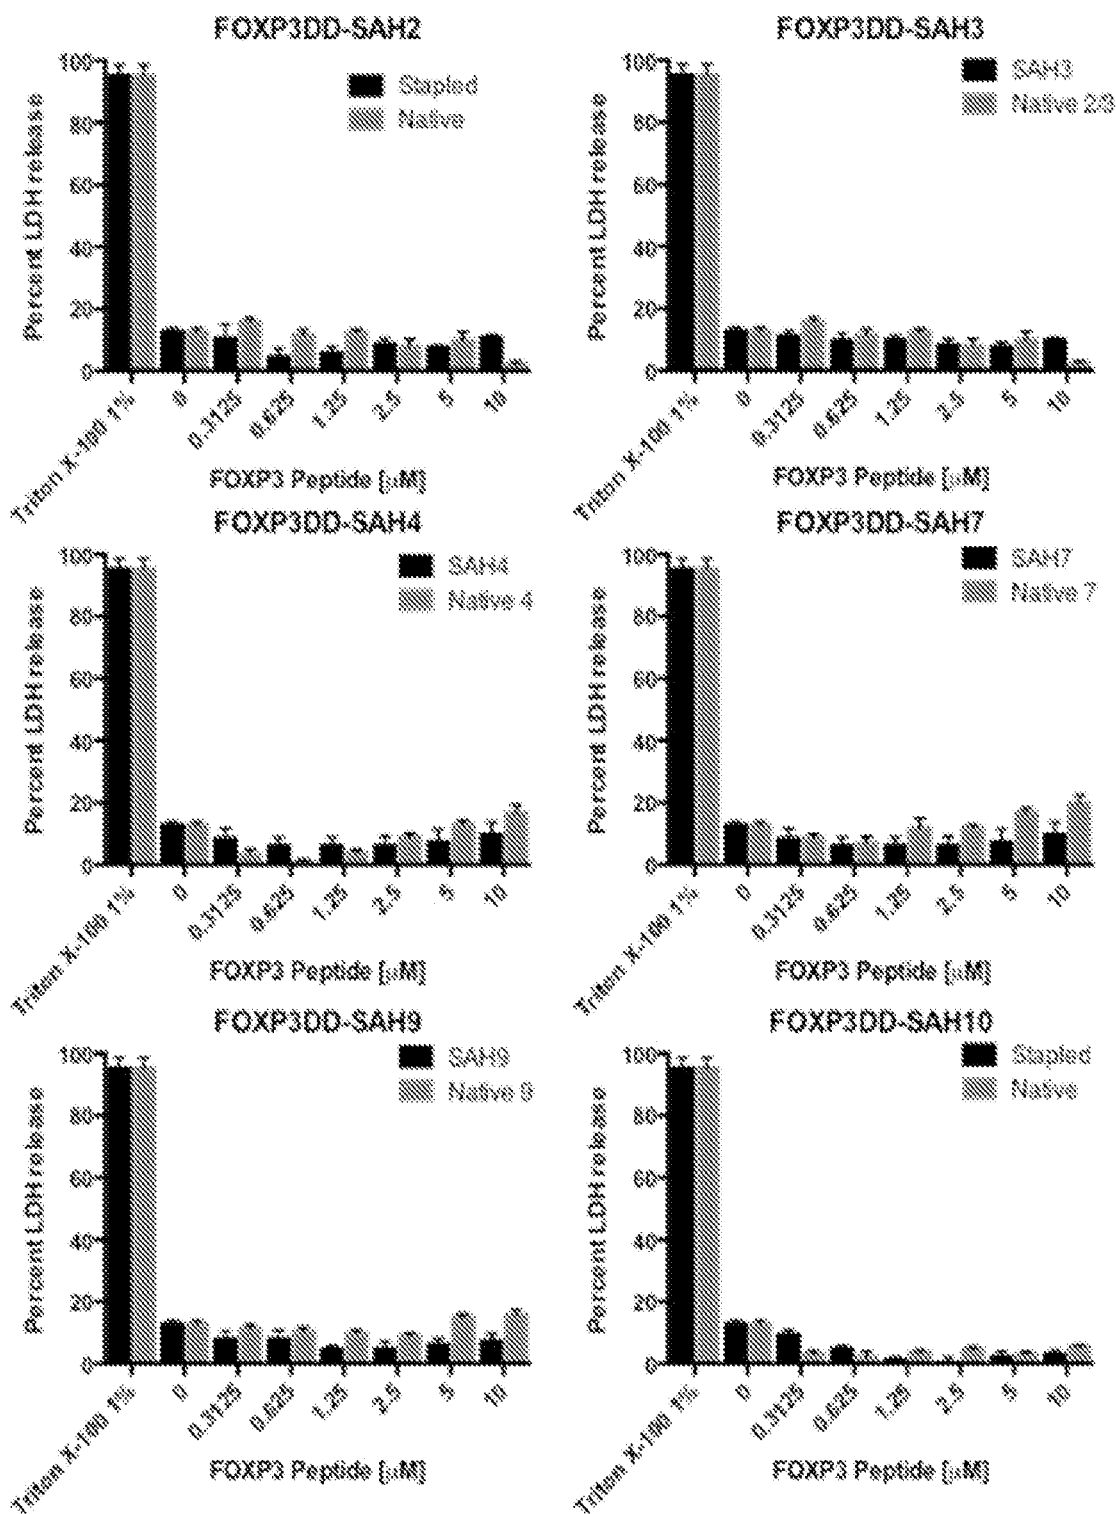 FOXP3DD-SAH2
Stapled
Native
Percent LDH release
100
80
60
40
20
0
Triton X-100 1%
0
0.3125
0.625
1.25
2.5
5
10
FOXP3 Peptide [μM]
FOXP3DD-SAH3
SAH3
Native 2/3
Percent LDH release
100
80
60
40
20
0
Triton X-100 1%
0
0.3125
0.625
1.25
2.5
5
10
FOXP3 Peptide [μM]
FOXP3DD-SAH4
SAH4
Native 4
Percent LDH release
100
80
60
40
20
0
Triton X-100 1%
0
0.3125
0.625
1.25
2.5
5
10
FOXP3 Peptide [μM]
FOXP3DD-SAH7
SAH7
Native 7
Percent LDH release
100
80
60
40
20
0
Triton X-100 1%
0
0.3125
0.625
1.25
2.5
5
10
FOXP3 Peptide [μM]
FOXP3DD-SAH9
SAH9
Native 9
Percent LDH release
100
80
60
40
20
0
Triton X-100 1%
0
0.3125
0.625
1.25
2.5
5
10
FOXP3 Peptide [μM]
FOXP3DD-SAH10
Stapled
Native
Percent LDH release
100
80
60
40
20
0
Triton X-100 1%
0
0.3125
0.625
1.25
2.5
5
10
FOXP3 Peptide [μM]